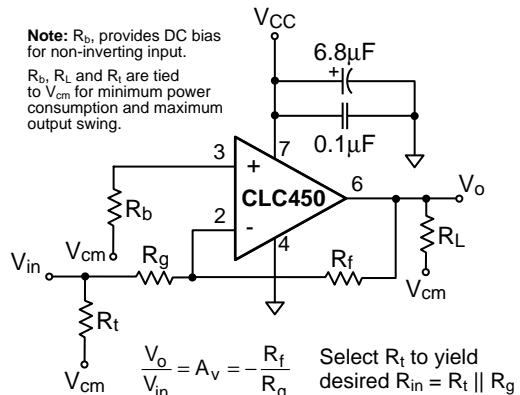 Note: Rb, provides DC bias
for non-inverting input.
Rb, RL and Rt are tied
to Vcm for minimum power
consumption and maximum
output swing.
VCC
6.8µF
+
0.1µF
3
+
7
CLC450
6
Vo
2
-
4
Rb
Vcm
Vin
Rg
Rf
RL
Vcm
Rt
Vcm
Vo/Vin = Av = -Rf/Rg
Select Rt to yield
desired Rin = Rt || Rg